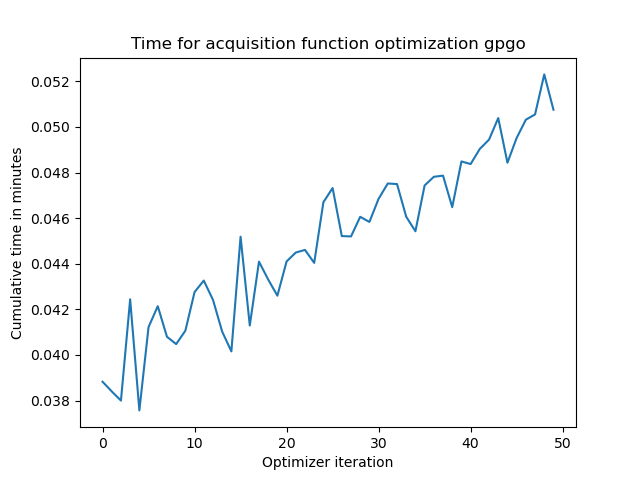 Time for acquisition function optimization gpgo
Cumulative time in minutes
0.052
0.050
0.048
0.046
0.044
0.042
0.040
0.038
0 10 20 30 40 50
Optimizer iteration